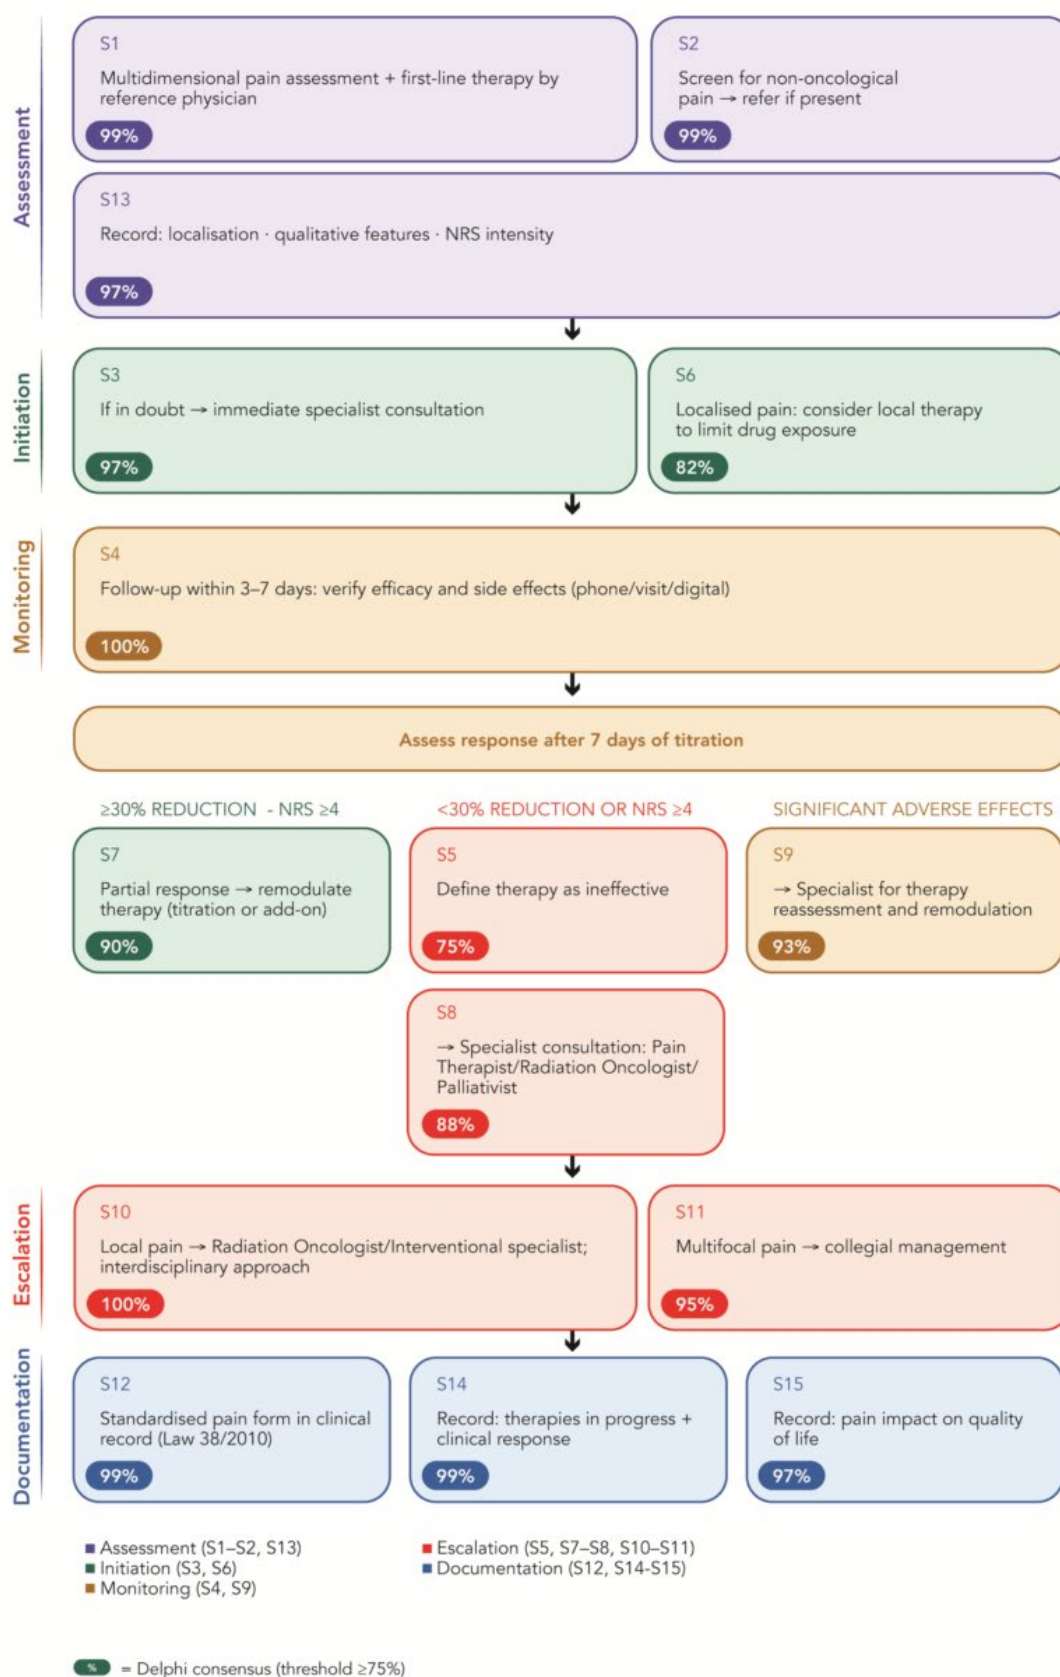 Assessment
S1
Multidimensional pain assessment + first-line therapy by
reference physician
99%
S2
Screen for non-oncological
pain → refer if present
99%
S13
Record: localisation · qualitative features · NRS intensity
97%
Initiation
S3
If in doubt → immediate specialist consultation
97%
S6
Localised pain: consider local therapy
to limit drug exposure
82%
Monitoring
S4
Follow-up within 3–7 days: verify efficacy and side effects (phone/visit/digital)
100%
Assess response after 7 days of titration
≥30% REDUCTION - NRS ≥4
S7
Partial response → remodulate
therapy (titration or add-on)
90%
<30% REDUCTION OR NRS ≥4
S5
Define therapy as ineffective
75%
SIGNIFICANT ADVERSE EFFECTS
S9
→ Specialist for therapy
reassessment and remodulation
93%
S8
→ Specialist consultation: Pain
Therapist/Radiation Oncologist/
Palliativist
88%
Escalation
S10
Local pain → Radiation Oncologist/Interventional specialist;
interdisciplinary approach
100%
S11
Multifocal pain → collegial management
95%
Documentation
S12
Standardised pain form in clinical
record (Law 38/2010)
99%
S14
Record: therapies in progress +
clinical response
99%
S15
Record: pain impact on quality
of life
97%
Assessment (S1–S2, S13)
Initiation (S3, S6)
Monitoring (S4, S9)
Escalation (S5, S7–S8, S10–S11)
Documentation (S12, S14-S15)
% = Delphi consensus (threshold ≥75%)